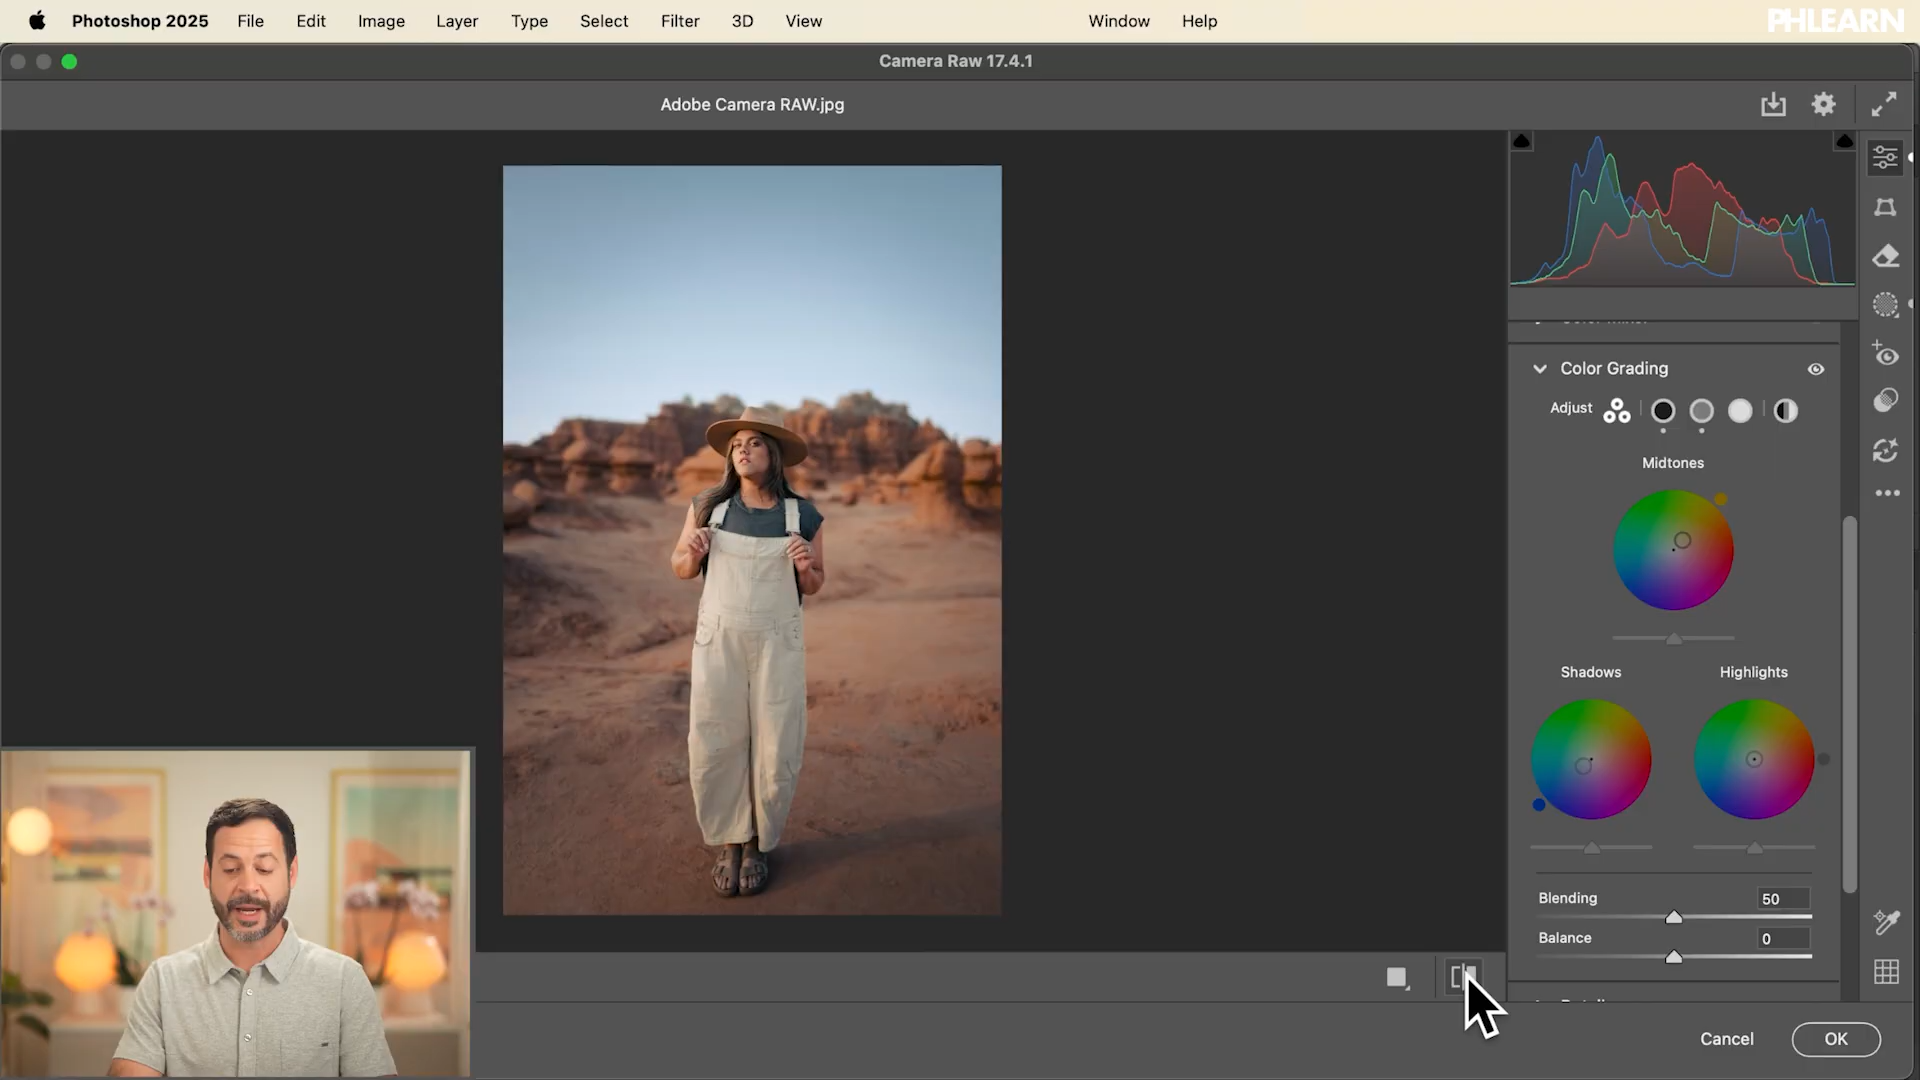 Photoshop 2025 File Edit Image Layer Type Select Filter 3D View Window Help
PHLEARN
Camera Raw 17.4.1
Adobe Camera RAW.jpg
Color Grading
Adjust
Midtones
Shadows Highlights
Blending 50
Balance 0
Cancel OK